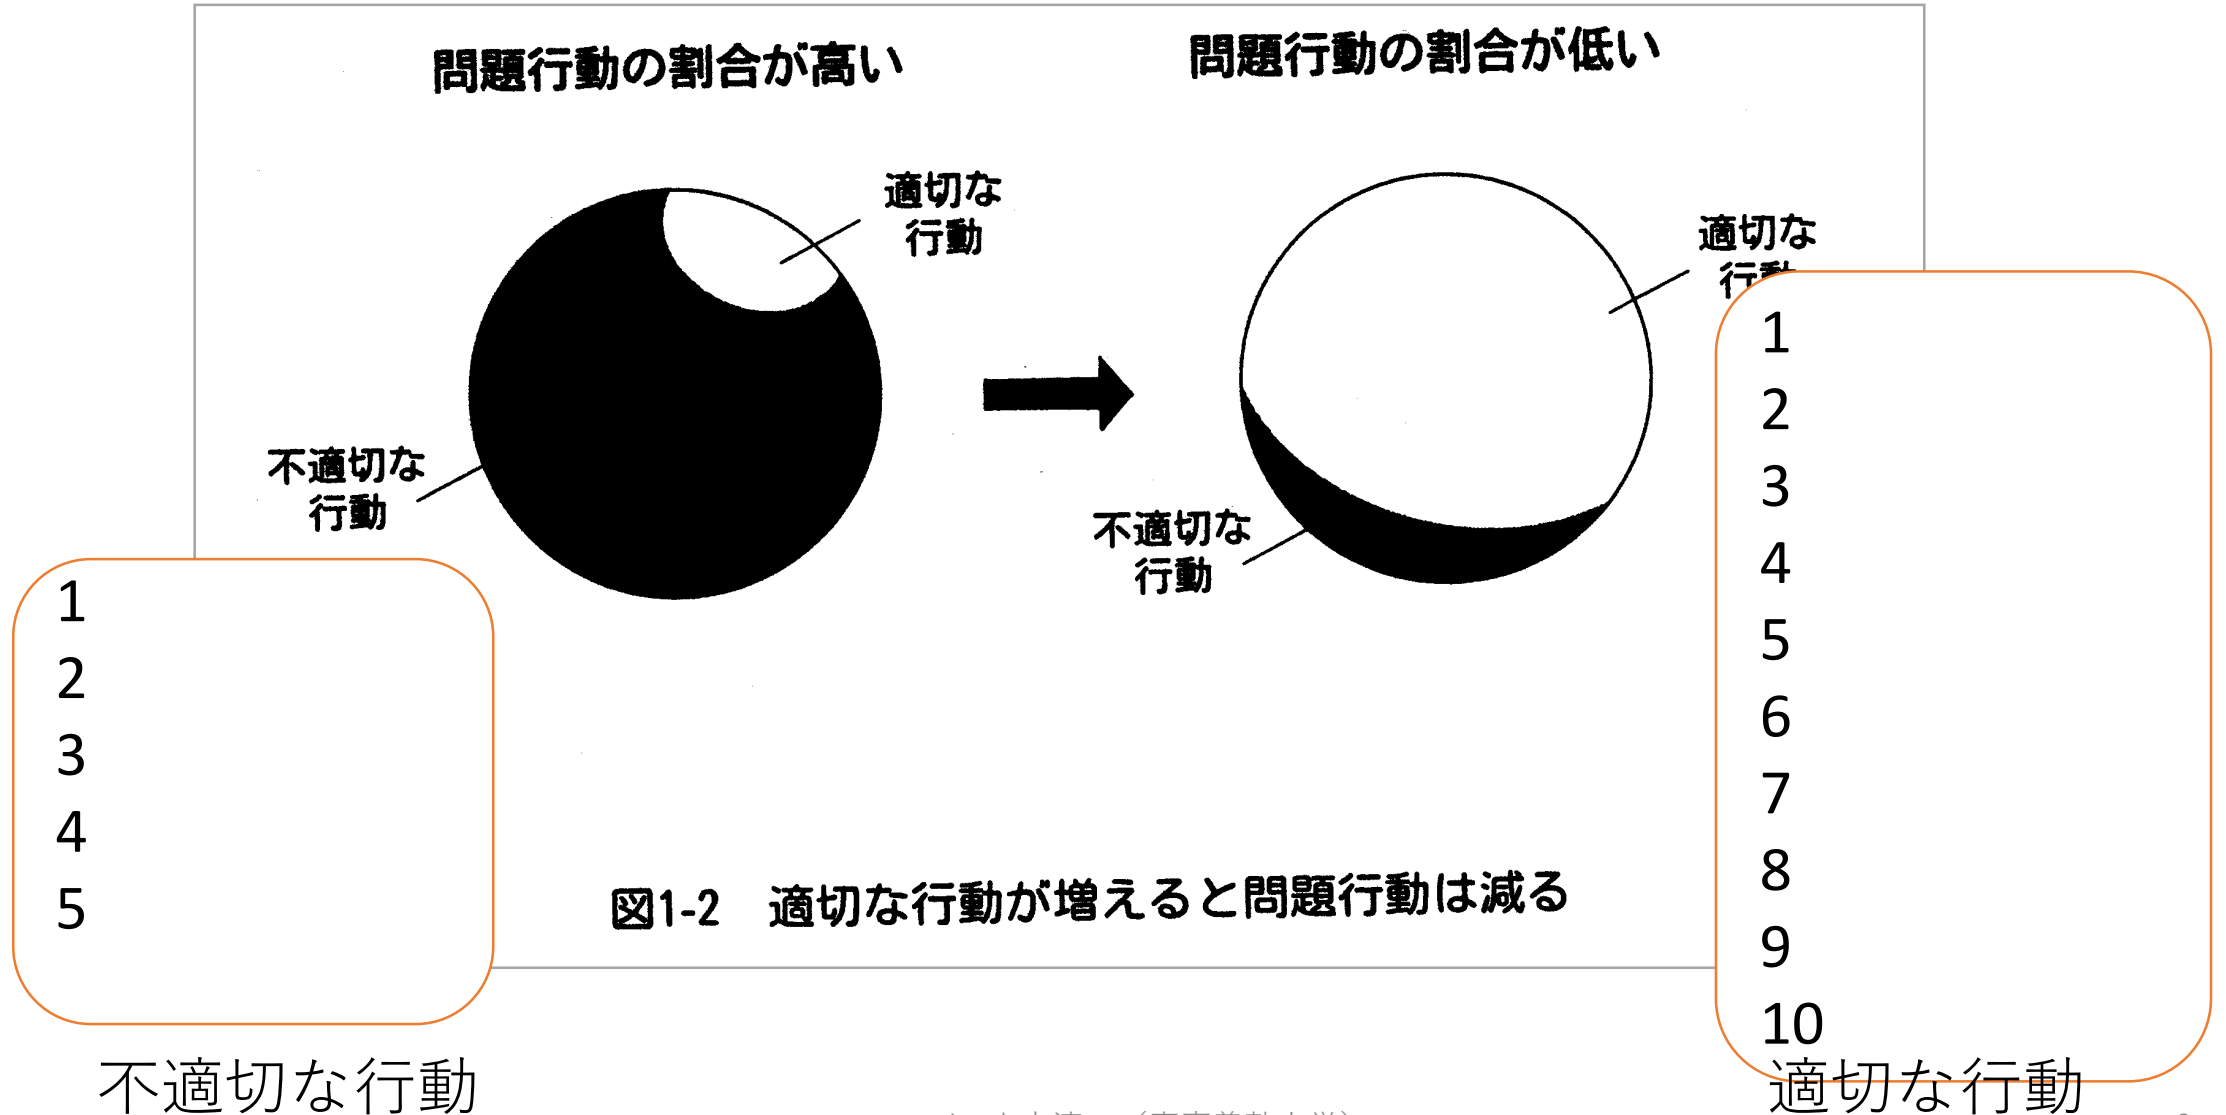 問題行動の割合が高い
問題行動の割合が低い
適切な
行動
適切な
行動
不適切な
行動
不適切な
行動
1
2
3
4
5
1
2
3
4
5
6
7
8
9
10
図1-2 適切な行動が増えると問題行動は減る
不適切な行動
適切な行動